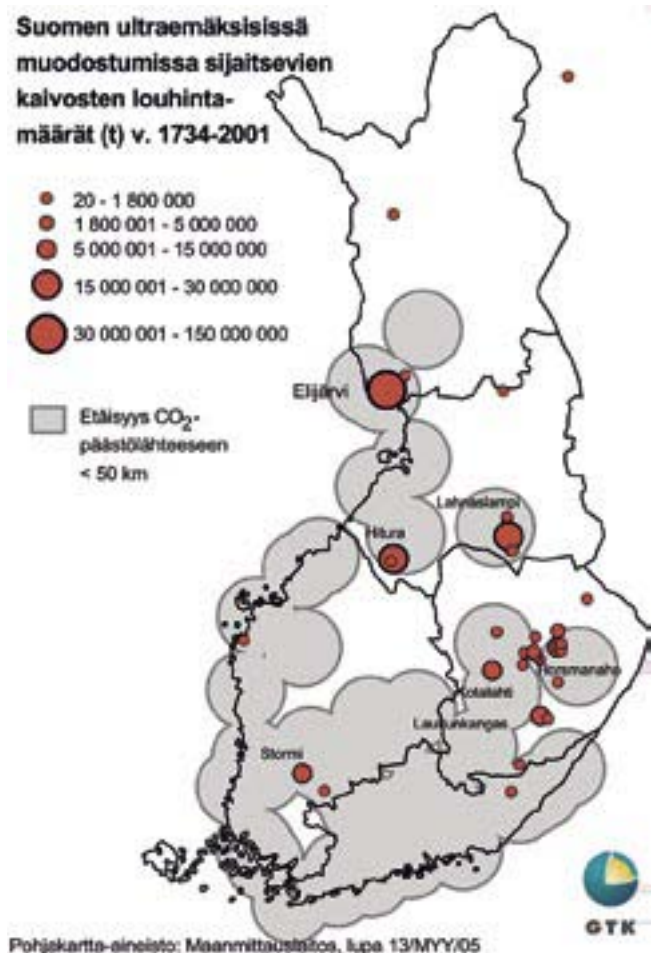 Suomen ultraemäksisissä
muodostumissa sijaitsevien
kaivosten louhinta-
määrät (t) v. 1734-2001
20 - 1 800 000
1 800 001 - 5 000 000
5 000 001 - 15 000 000
15 000 001 - 30 000 000
30 000 001 - 150 000 000
Elijärvi
Etäisyys CO2-
päästölähteeseen
< 50 km
Lahnaslampi
Hitura
Horsmanaho
Kotalahti
Laukunkangas
Stormi
GTK
Pohjakartta-aineisto: Maanmittauslaitos, lupa 13/MYY/05